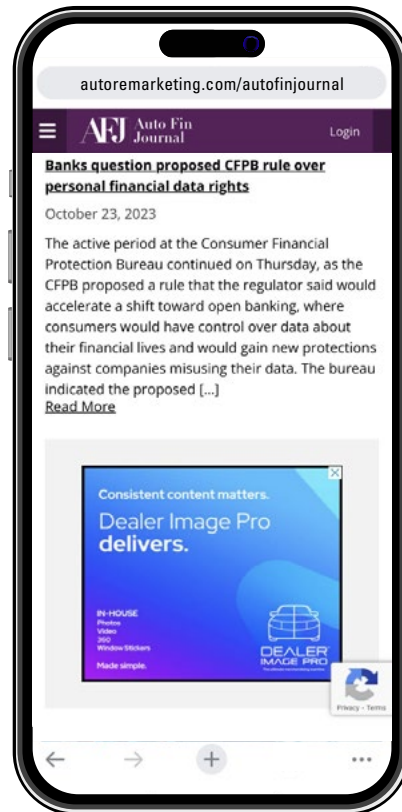 autoremarketing.com/autofinjournal
AFJ Auto Fin
Journal
Login
Banks question proposed CFPB rule over
personal financial data rights
October 23, 2023
The active period at the Consumer Financial
Protection Bureau continued on Thursday, as the
CFPB proposed a rule that the regulator said would
accelerate a shift toward open banking, where
consumers would have control over data about
their financial lives and would gain new protections
against companies misusing their data. The bureau
indicated the proposed [...]
Read More
Consistent content matters.
Dealer Image Pro
delivers.
IN-HOUSE
Photos
Video
360
Window Stickers
Made simple.
DEALER
IMAGE PRO
Privacy - Terms